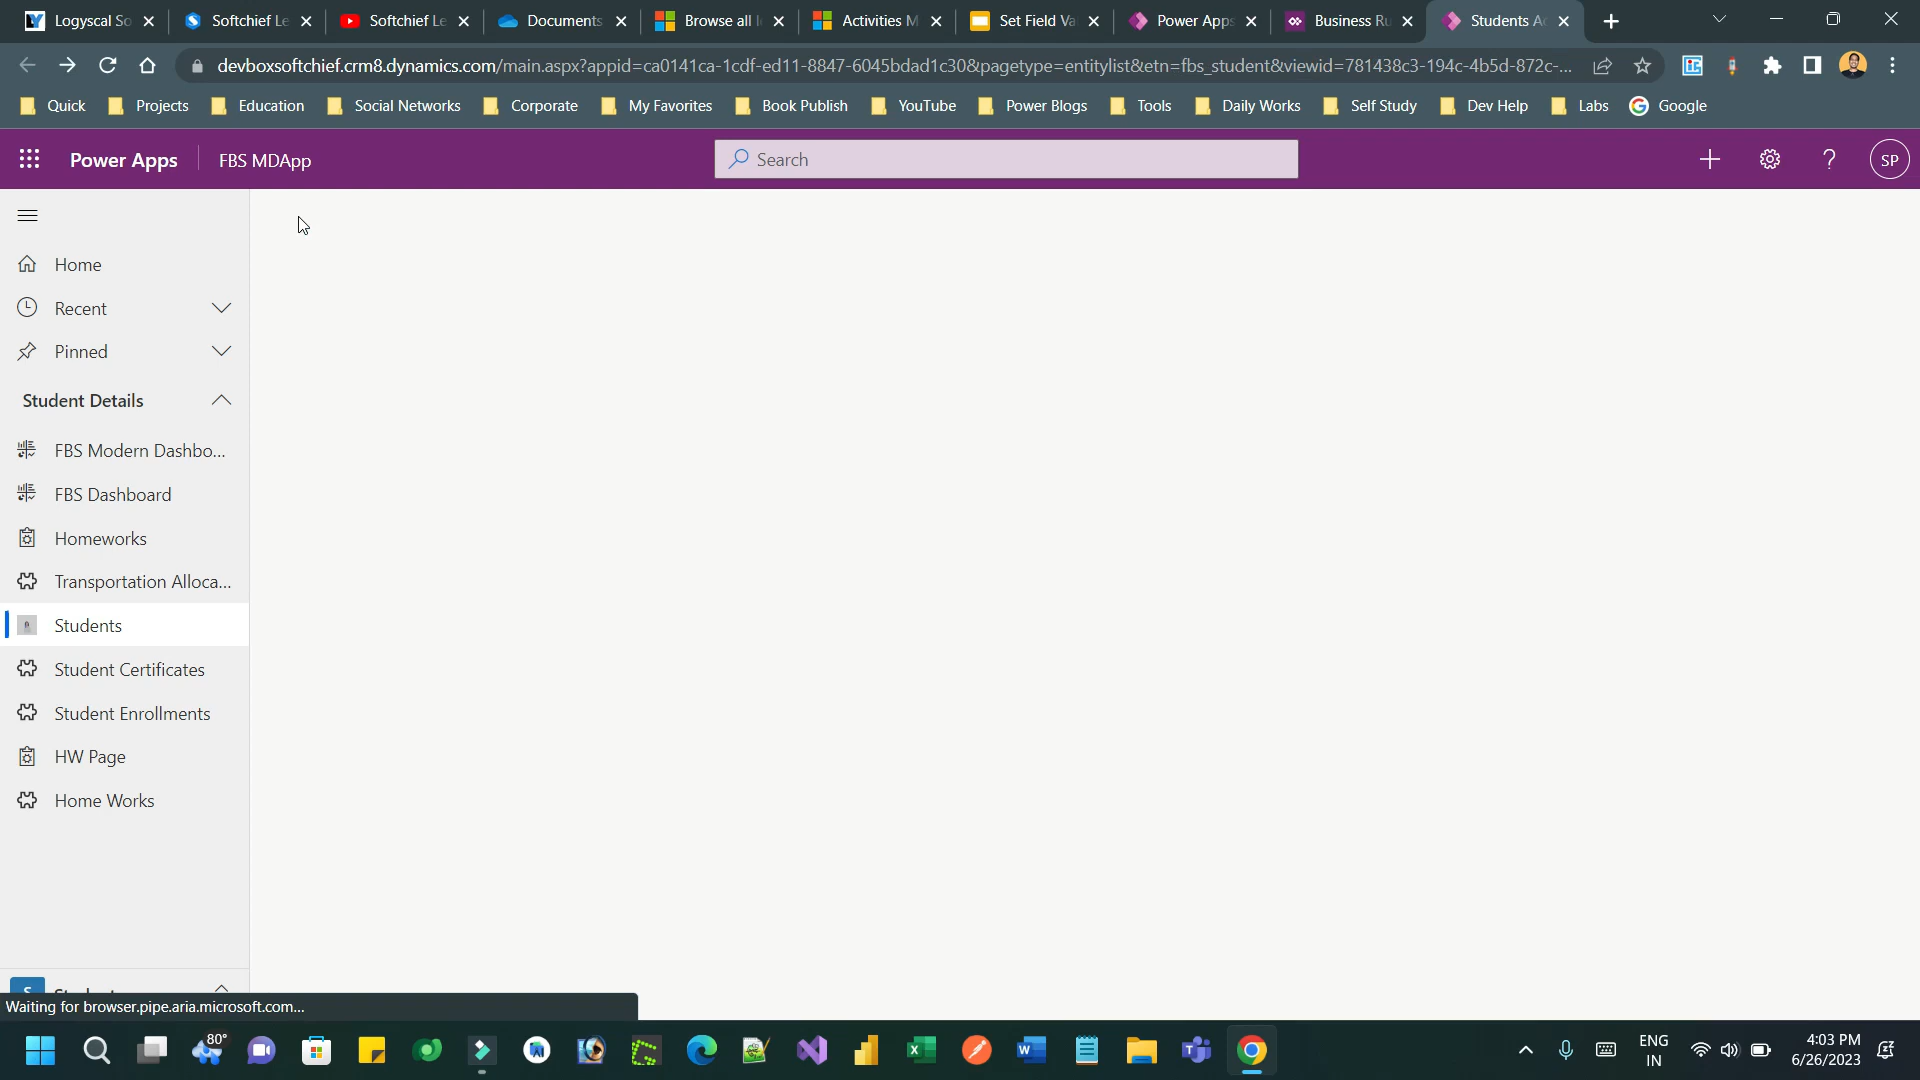 Logyscal So
Softchief Le
Softchief Le
Documents
Browse all
Activities M
Set Field Va
Power Apps
Business Ru
Students Ac
devboxsoftchief.crm8.dynamics.com/main.aspx?appid=ca0141ca-1cdf-ed11-8847-6045bdad1c30&pagetype=entitylist&etn=fbs_student&viewid=781438c3-194c-4b5d-872c-...
Quick
Projects
Education
Social Networks
Corporate
My Favorites
Book Publish
YouTube
Power Blogs
Tools
Daily Works
Self Study
Dev Help
Labs
Google
Power Apps
FBS MDApp
Search
SP
Home
Recent
Pinned
Student Details
FBS Modern Dashbo...
FBS Dashboard
Homeworks
Transportation Alloca...
Students
Student Certificates
Student Enrollments
HW Page
Home Works
Waiting for browser.pipe.aria.microsoft.com...
80°
ENG
IN
4:03 PM
6/26/2023